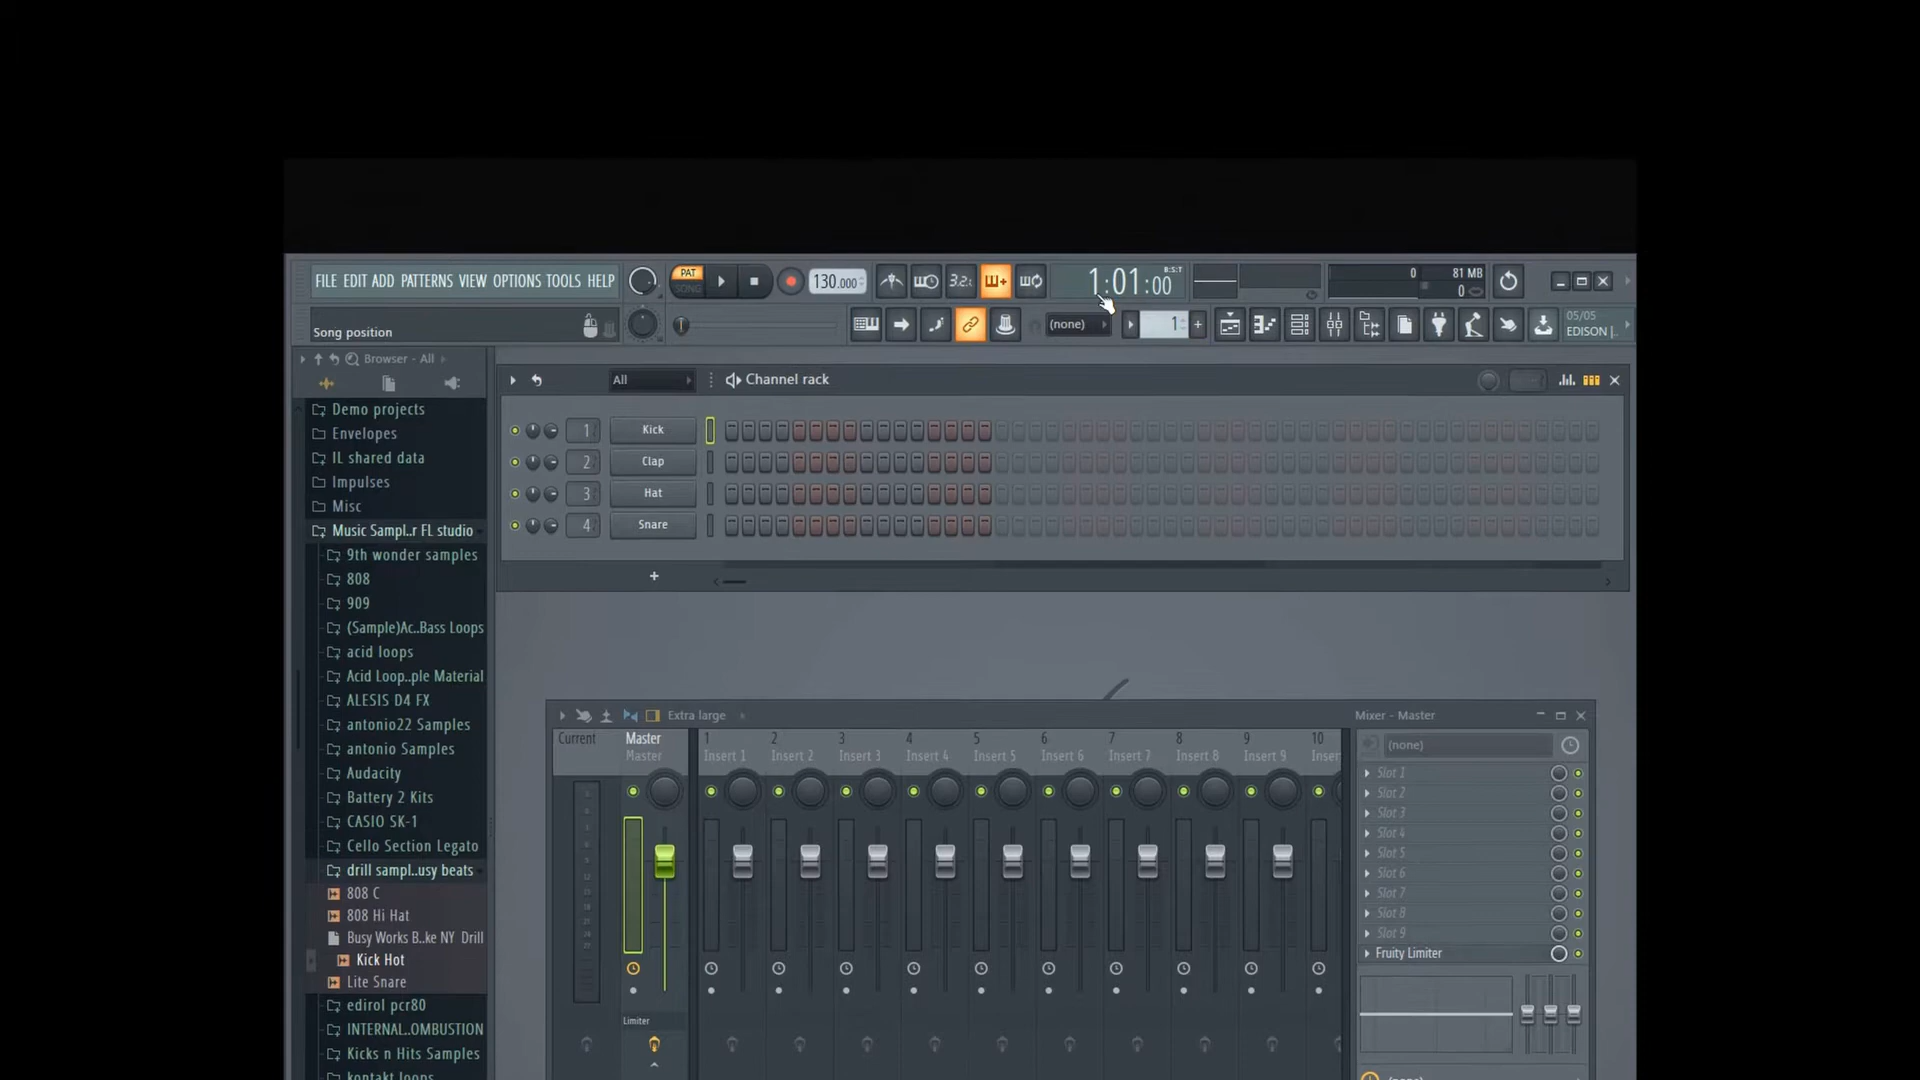 FILE EDIT ADD PATTERNS VIEW OPTIONS TOOLS HELP
PAT
SONG
130.000
3.2:
1:01:00
B:S:T
0
81 MB
0
Song position
(none)
1
05/05
EDISON |
Browser - All
All
Channel rack
Demo projects
Envelopes
IL shared data
Impulses
Misc
Music Sampl..r FL studio
9th wonder samples
808
909
(Sample)Ac..Bass Loops
acid loops
Acid Loop..ple Material
ALESIS D4 FX
antonio22 Samples
antonio Samples
Audacity
Battery 2 Kits
CASIO SK-1
Cello Section Legato
drill sampl..usy beats
808 C
808 Hi Hat
Busy Works B..ke NY Drill
Kick Hot
Lite Snare
edirol pcr80
INTERNAL..OMBUSTION
Kicks n Hits Samples
kontakt loops
1 Kick
2 Clap
3 Hat
4 Snare
+
Extra large
Mixer - Master
Current
Master
Master
1
Insert 1
2
Insert 2
3
Insert 3
4
Insert 4
5
Insert 5
6
Insert 6
7
Insert 7
8
Insert 8
9
Insert 9
10
Inser
Limiter
(none)
Slot 1
Slot 2
Slot 3
Slot 4
Slot 5
Slot 6
Slot 7
Slot 8
Slot 9
Fruity Limiter